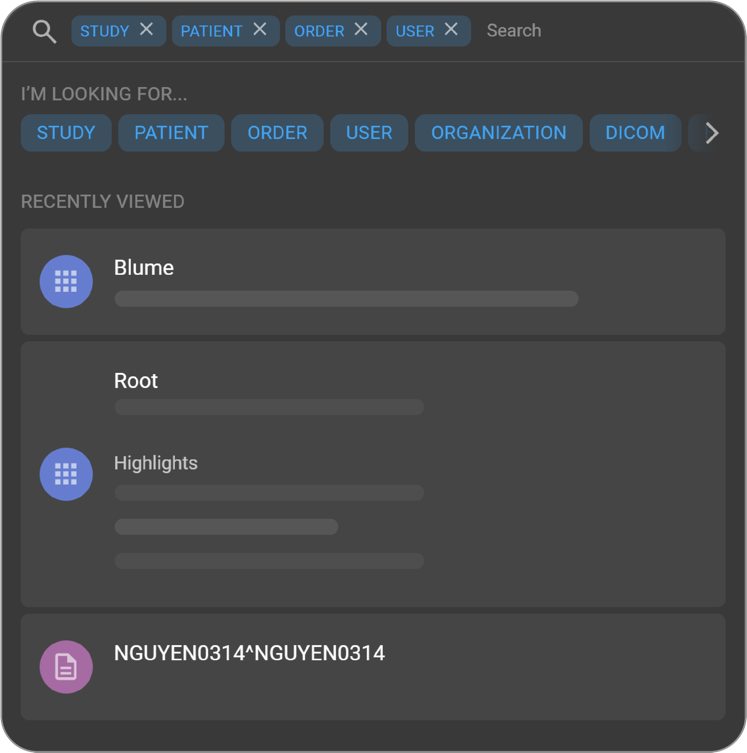 STUDY PATIENT ORDER USER Search
I'M LOOKING FOR...
STUDY PATIENT ORDER USER ORGANIZATION DICOM
RECENTLY VIEWED
Blume
Root
Highlights
NGUYEN0314^NGUYEN0314